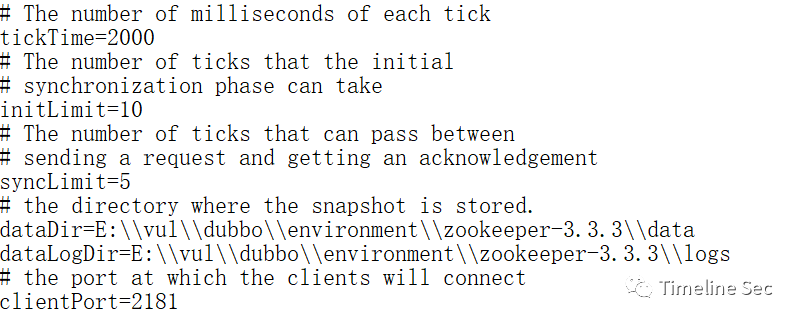 # The number of milliseconds of each tick
tickTime=2000
# The number of ticks that the initial
# synchronization phase can take
initLimit=10
# The number of ticks that can pass between
# sending a request and getting an acknowledgement
syncLimit=5
# the directory where the snapshot is stored.
dataDir=E:\\vul\\dubbo\\environment\\zookeeper-3.3.3\\data
dataLogDir=E:\\vul\\dubbo\\environment\\zookeeper-3.3.3\\logs
# the port at which the clients will connect
clientPort=2181
Timeline Sec